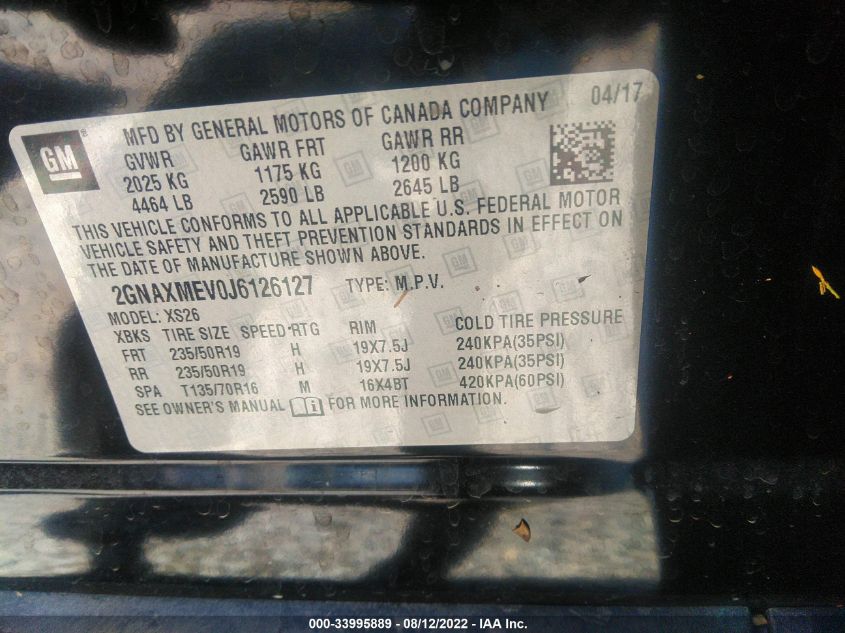 GM ®
MFD BY GENERAL MOTORS OF CANADA COMPANY 04/17
GVWR GAWR FRT GAWR RR
2025 KG 1175 KG 1200 KG
4464 LB 2590 LB 2645 LB
THIS VEHICLE CONFORMS TO ALL APPLICABLE U.S. FEDERAL MOTOR
VEHICLE SAFETY AND THEFT PREVENTION STANDARDS IN EFFECT ON
THE DATE OF MANUFACTURE SHOWN ABOVE.
2GNAXMEV0J6126127 TYPE: M.P.V.
MODEL: XS26
XBKS TIRE SIZE SPEED RTG RIM COLD TIRE PRESSURE
FRT 235/50R19 H 19X7.5J 240KPA(35PSI)
RR 235/50R19 H 19X7.5J 240KPA(35PSI)
SPA T135/70R16 M 16X4BT 420KPA(60PSI)
SEE OWNER'S MANUAL FOR MORE INFORMATION.
000-33995889 - 08/12/2022 - IAA Inc.